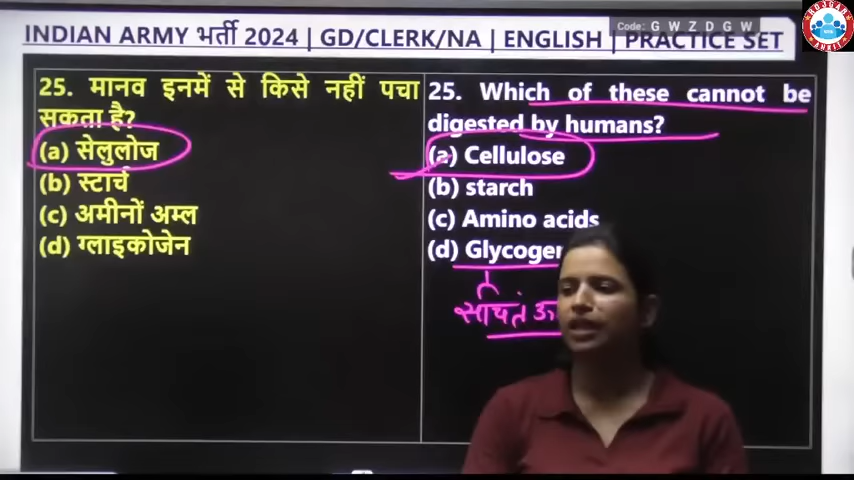 Code: G W Z D G W
INDIAN ARMY भर्ती 2024 | GD/CLERK/NA | ENGLISH | PRACTICE SET
25. मानव इनमें से किसे नहीं पचा
सकता है?
(a) सेलुलोज
(b) स्टार्च
(c) अमीनों अम्ल
(d) ग्लाइकोजेन
25. Which of these cannot be
digested by humans?
(a) Cellulose
(b) starch
(c) Amino acids
(d) Glycogen